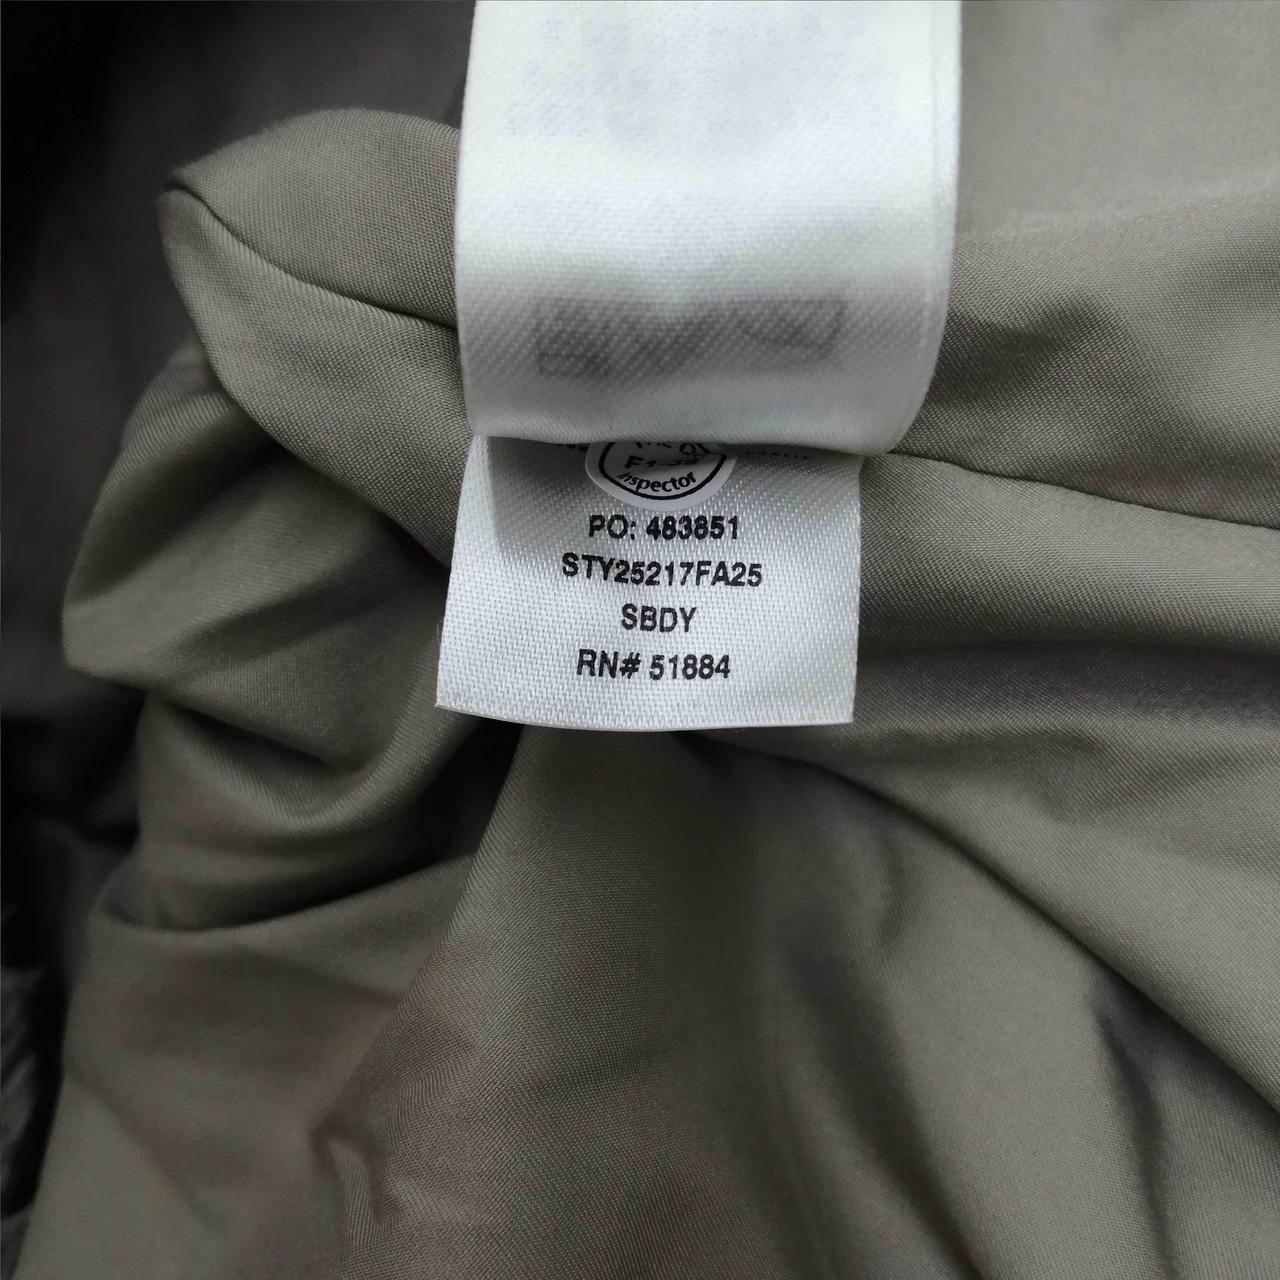 Inspector
PO: 483851
STY25217FA25
SBDY
RN# 51884